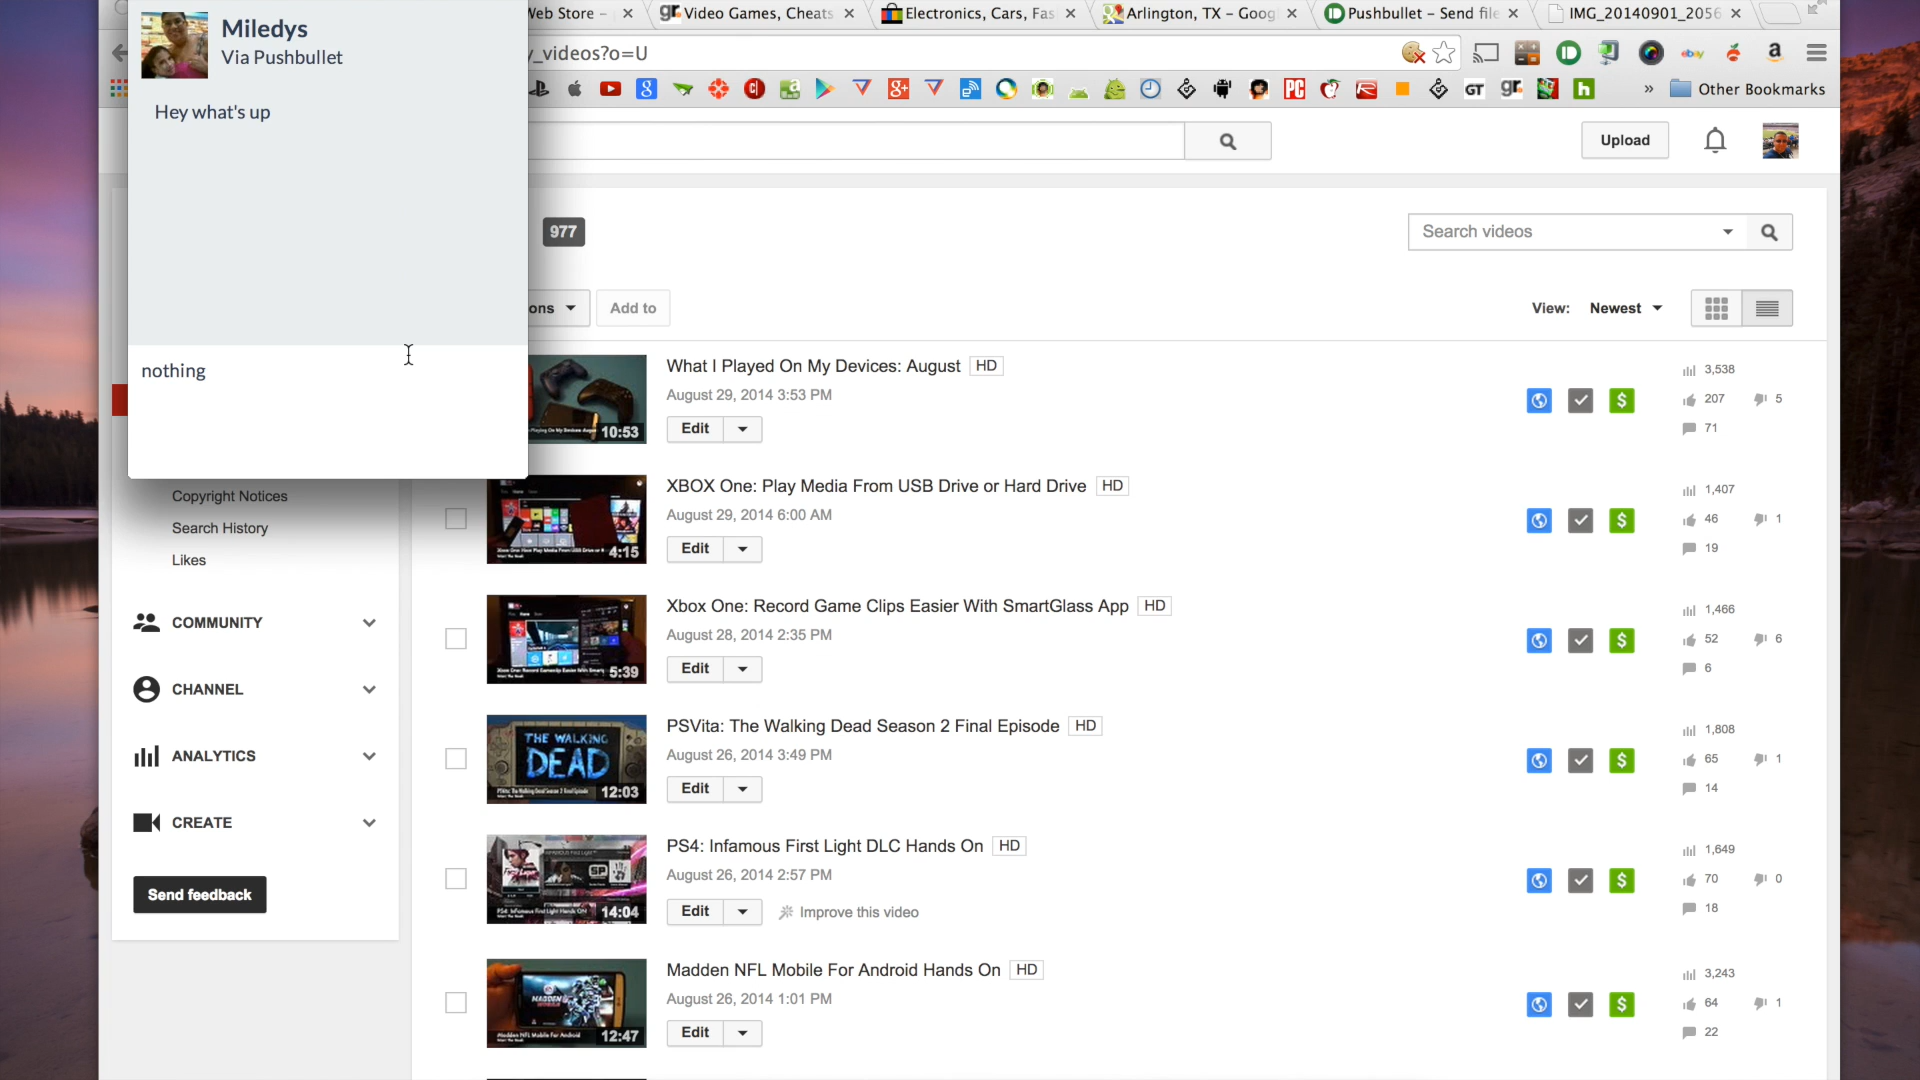 Miledys
Via Pushbullet
Hey what's up
nothing
Web Store –
Video Games, Cheats
Electronics, Cars, Fas
Arlington, TX – Goog
Pushbullet – Send file
IMG_20140901_2056
y_videos?o=U
Other Bookmarks
Upload
977
Search videos
ons
Add to
View: Newest
What I Played On My Devices: August HD
August 29, 2014 3:53 PM
Edit
10:53
3,538
207 5
71
XBOX One: Play Media From USB Drive or Hard Drive HD
August 29, 2014 6:00 AM
Edit
4:15
1,407
46 1
19
Xbox One: Record Game Clips Easier With SmartGlass App HD
August 28, 2014 2:35 PM
Edit
5:39
1,466
52 6
6
PSVita: The Walking Dead Season 2 Final Episode HD
August 26, 2014 3:49 PM
Edit
THE WALKING
DEAD
12:03
1,808
65 1
14
PS4: Infamous First Light DLC Hands On HD
August 26, 2014 2:57 PM
Edit
Improve this video
14:04
1,649
70 0
18
Madden NFL Mobile For Android Hands On HD
August 26, 2014 1:01 PM
Edit
12:47
3,243
64 1
22
Copyright Notices
Search History
Likes
COMMUNITY
CHANNEL
ANALYTICS
CREATE
Send feedback